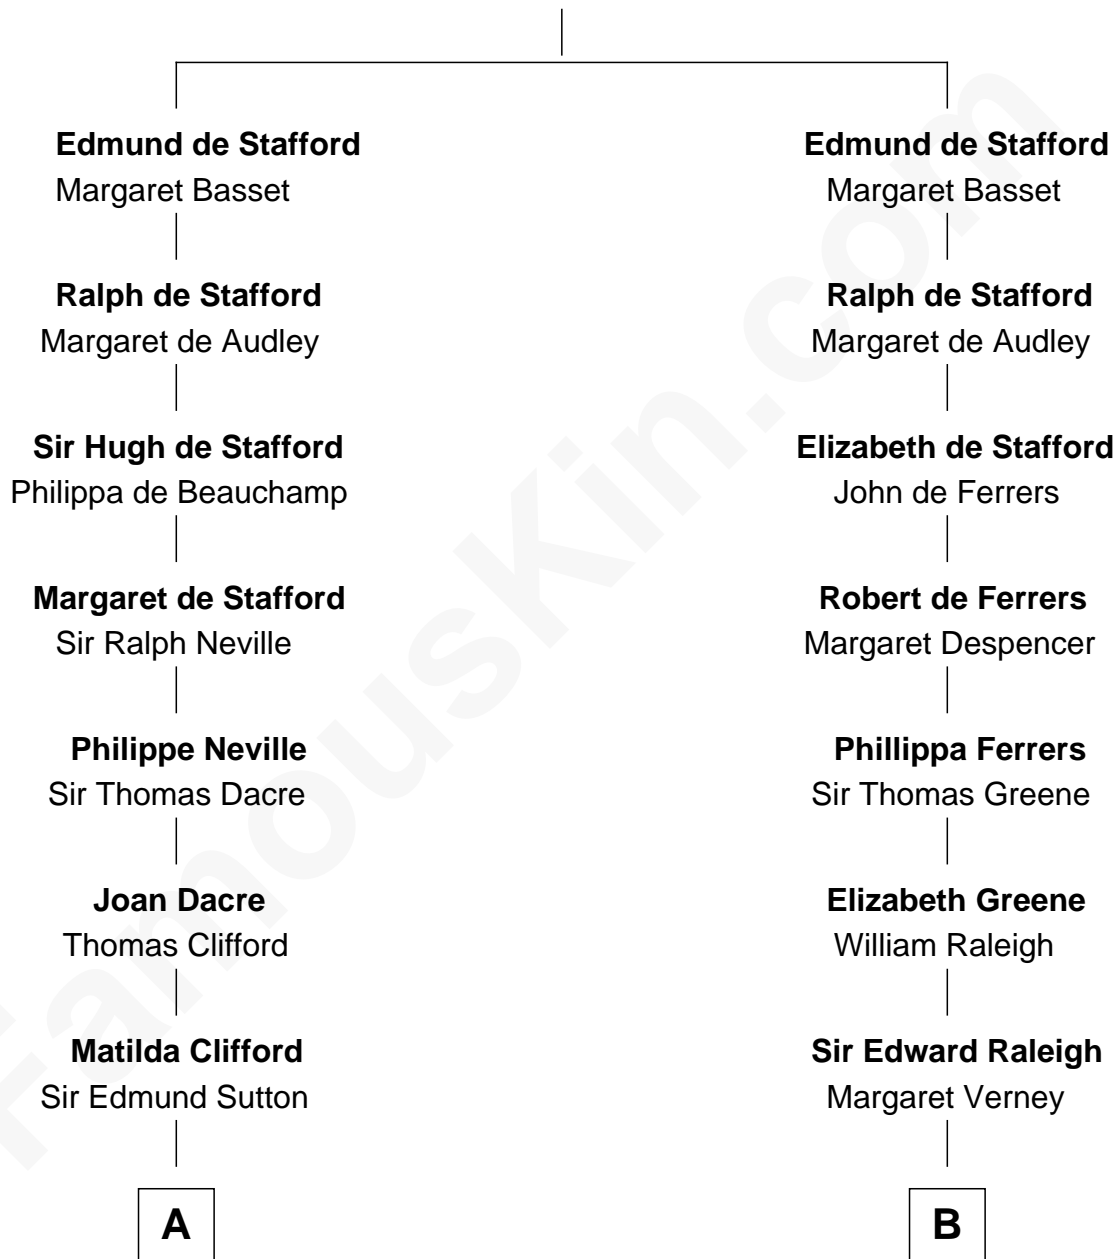 Edmund de Stafford
Margaret Basset
Ralph de Stafford
Margaret de Audley
Sir Hugh de Stafford
Philippa de Beauchamp
Margaret de Stafford
Sir Ralph Neville
Philippe Neville
Sir Thomas Dacre
Joan Dacre
Thomas Clifford
Matilda Clifford
Sir Edmund Sutton
A
Edmund de Stafford
Margaret Basset
Ralph de Stafford
Margaret de Audley
Elizabeth de Stafford
John de Ferrers
Robert de Ferrers
Margaret Despencer
Phillippa Ferrers
Sir Thomas Greene
Elizabeth Greene
William Raleigh
Sir Edward Raleigh
Margaret Verney
B
FamousKin.com